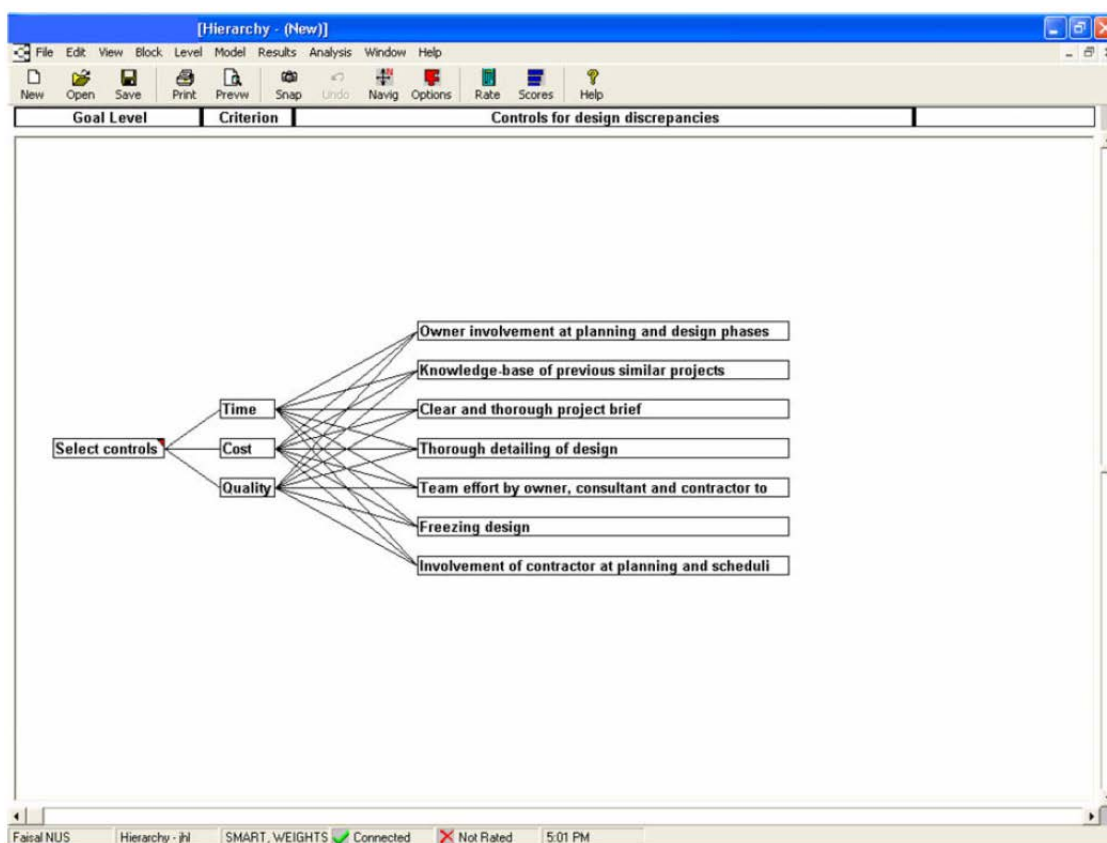 [Hierarchy - (New)]
File Edit View Block Level Model Results Analysis Window Help
New Open Save Print Prevw Snap Undo Navig Options Rate Scores Help
Goal Level Criterion Controls for design discrepancies
Owner involvement at planning and design phases
Knowledge-base of previous similar projects
Time Clear and thorough project brief
Select controls Cost Thorough detailing of design
Quality Team effort by owner, consultant and contractor to
Freezing design
Involvement of contractor at planning and scheduli
Faisal NUS Hierarchy - jhl SMART, WEIGHTS Connected Not Rated 5:01 PM